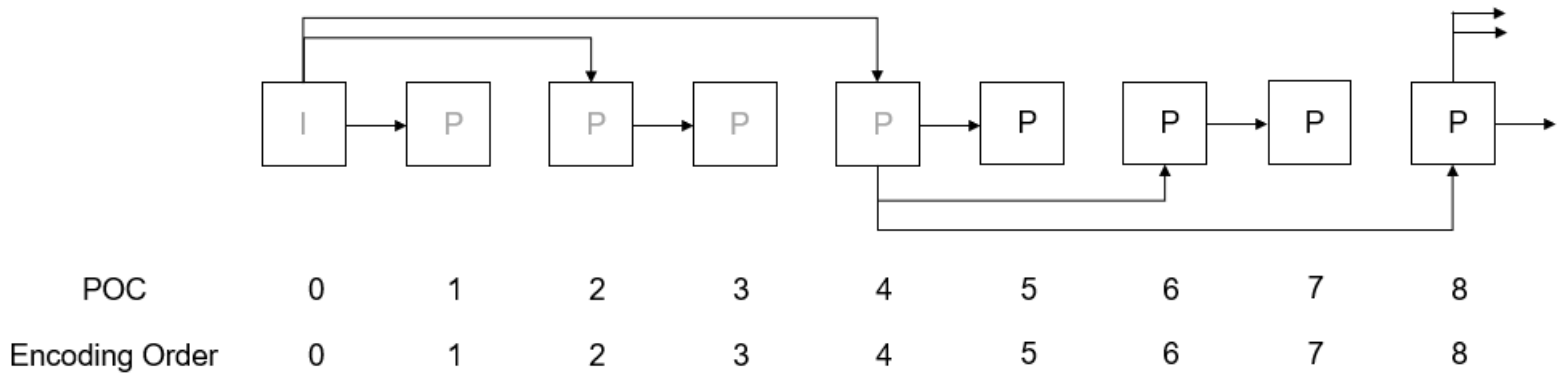 I P P P P P P P P
POC 0 1 2 3 4 5 6 7 8
Encoding Order 0 1 2 3 4 5 6 7 8